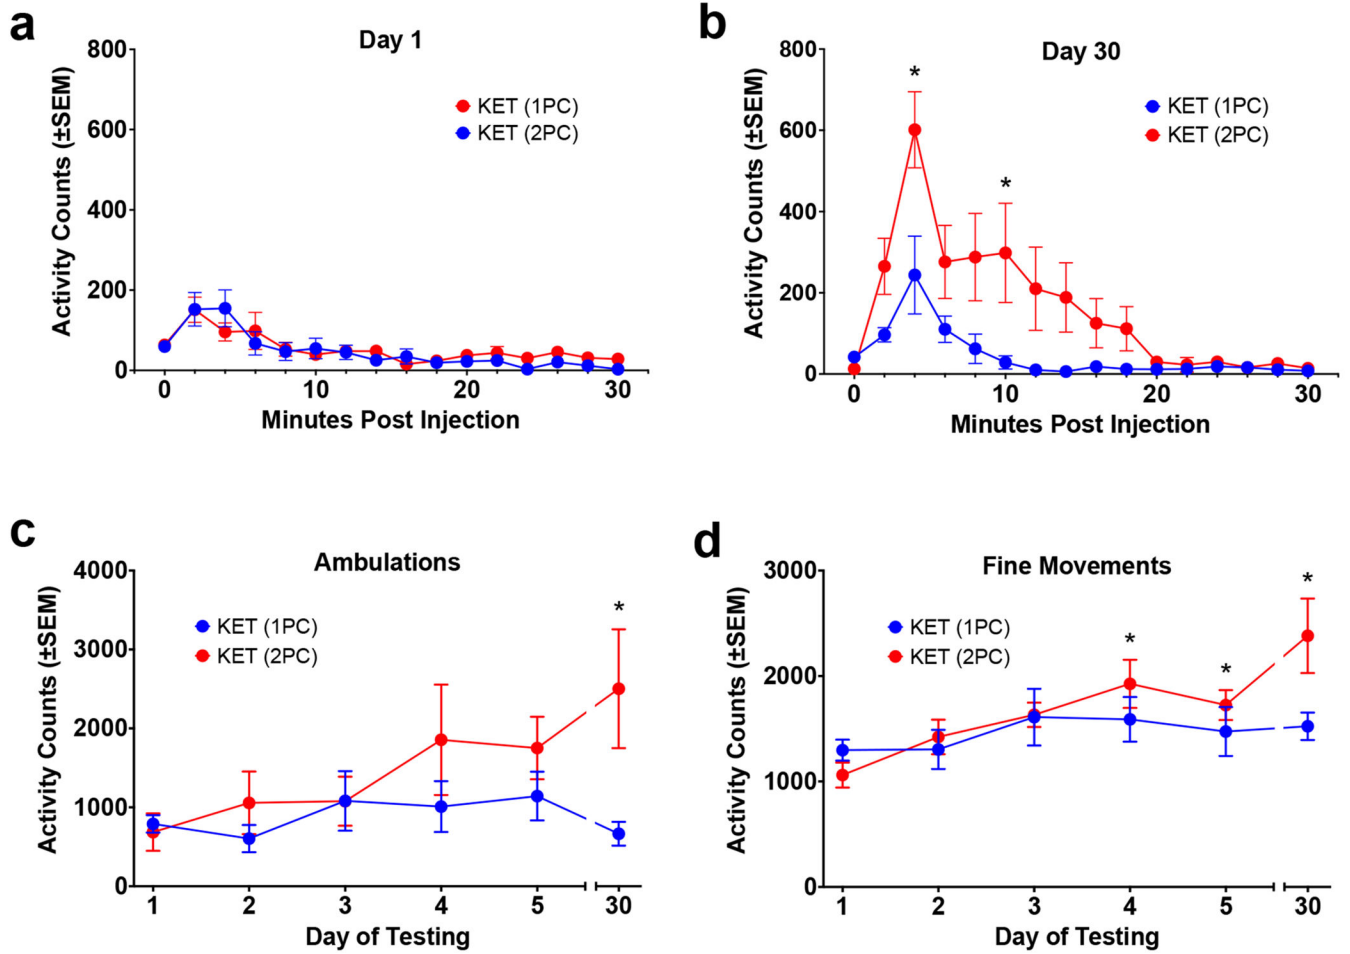 a
Day 1
800
600
400
200
0
Activity Counts (±SEM)
KET (1PC)
KET (2PC)
0 10 20 30
Minutes Post Injection
b
Day 30
800
600
400
200
0
Activity Counts (±SEM)
*
*
KET (1PC)
KET (2PC)
0 10 20 30
Minutes Post Injection
c
Ambulations
4000
3000
2000
1000
0
Activity Counts (±SEM)
KET (1PC)
KET (2PC)
*
1 2 3 4 5 30
Day of Testing
d
Fine Movements
3000
2000
1000
0
Activity Counts (±SEM)
KET (1PC)
KET (2PC)
*
*
*
1 2 3 4 5 30
Day of Testing